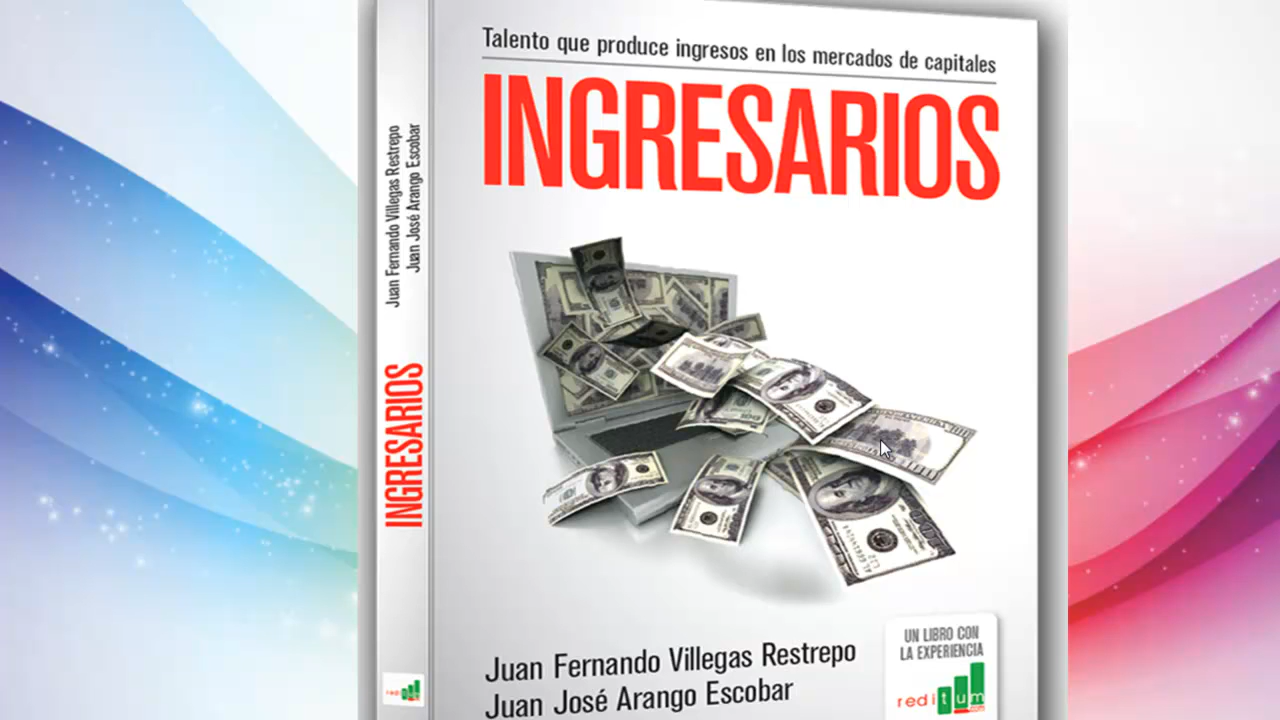 Talento que produce ingresos en los mercados de capitales
INGRESARIOS
Juan Fernando Villegas Restrepo
Juan José Arango Escobar
UN LIBRO CON
LA EXPERIENCIA
reditum
Juan Fernando Villegas Restrepo
Juan José Arango Escobar
INGRESARIOS
reditum